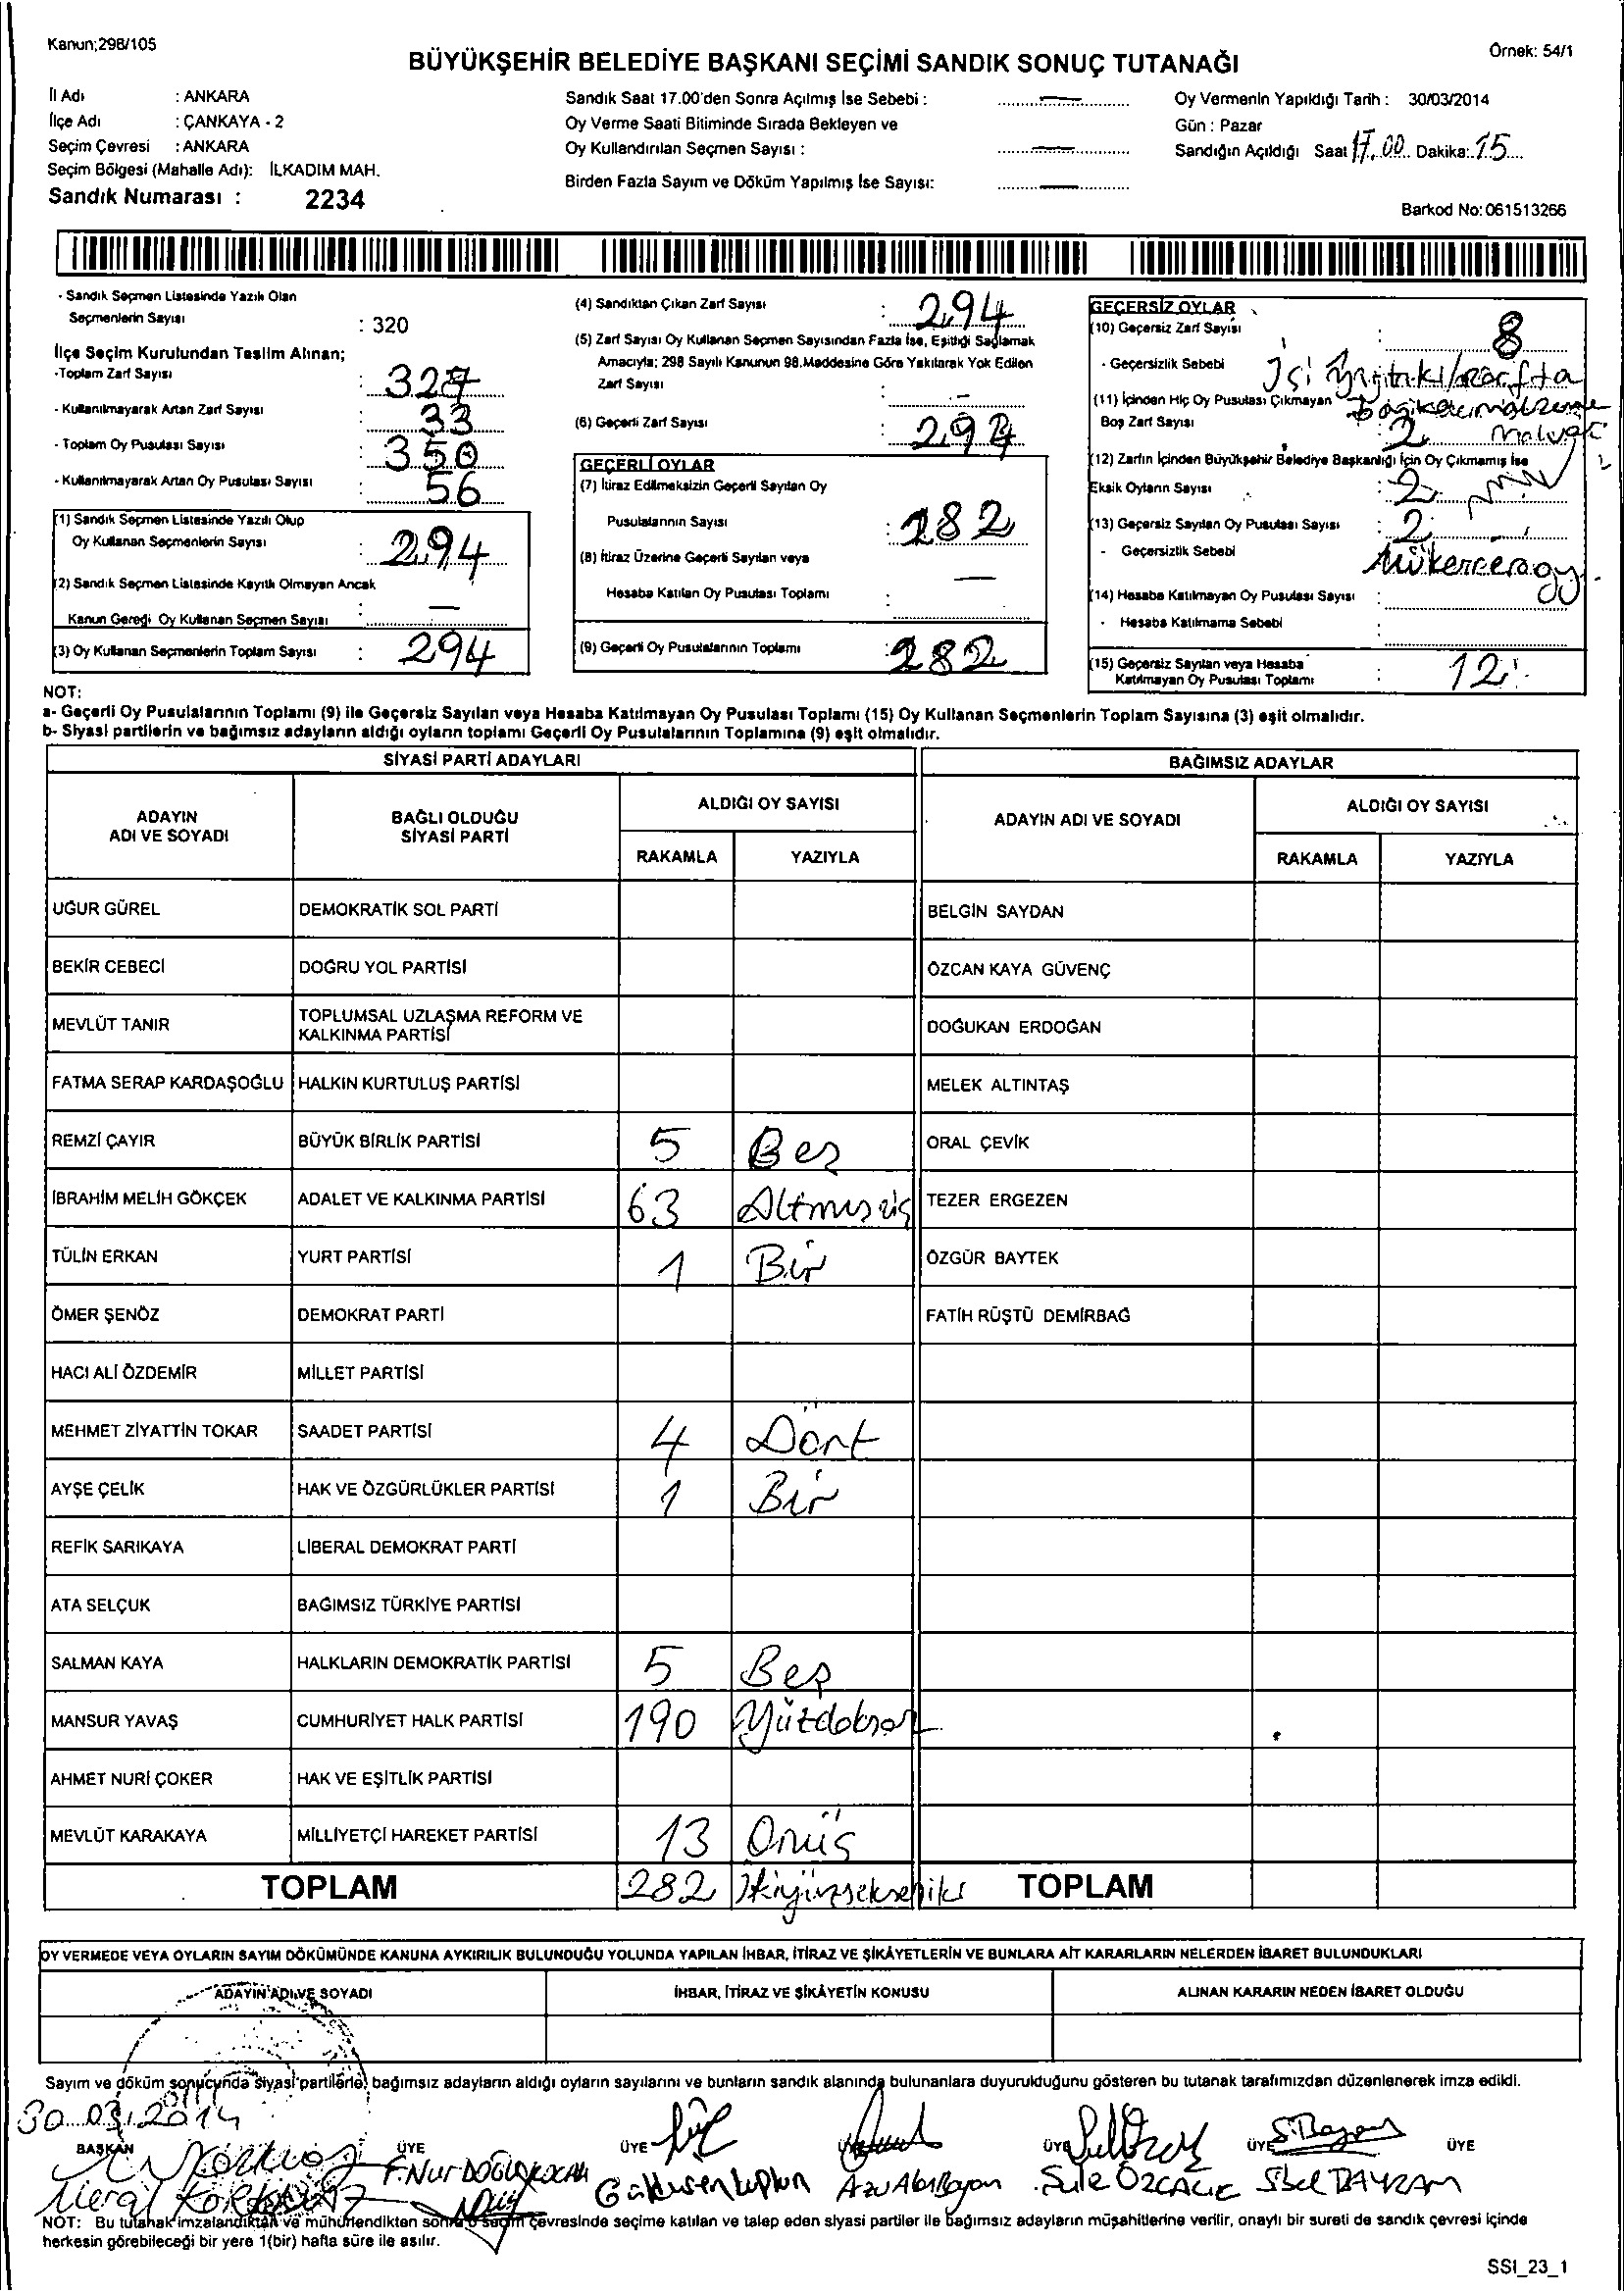 Kanun;298/105
Örnek: 54/1
BÜYÜKŞEHİR BELEDİYE BAŞKANI SEÇİMİ SANDIK SONUÇ TUTANAĞI
İl Adı : ANKARA
İlçe Adı : ÇANKAYA - 2
Seçim Çevresi : ANKARA
Seçim Bölgesi (Mahalle Adı): İLKADIM MAH.
Sandık Numarası : 2234
Sandık Saat 17.00'den Sonra Açılmış İse Sebebi : —
Oy Verme Saati Bitiminde Sırada Bekleyen ve
Oy Kullandırılan Seçmen Sayısı : —
Birden Fazla Sayım ve Döküm Yapılmış İse Sayısı: —
Oy Vermenin Yapıldığı Tarih : 30/03/2014
Gün : Pazar
Sandığın Açıldığı Saat 17.00 Dakika: 15
Barkod No: 061513266
- Sandık Seçmen Listesinde Yazılı Olan
Seçmenlerin Sayısı : 320
İlçe Seçim Kurulundan Teslim Alınan;
-Toplam Zarf Sayısı : 327
- Kullanılmayarak Artan Zarf Sayısı : 33
- Toplam Oy Pusulası Sayısı : 350
- Kullanılmayarak Artan Oy Pusulası Sayısı : 56
(1) Sandık Seçmen Listesinde Yazılı Olup
Oy Kullanan Seçmenlerin Sayısı : 294
(2) Sandık Seçmen Listesinde Kayıtlı Olmayan Ancak
Kanun Gereği Oy Kullanan Seçmen Sayısı : —
(3) Oy Kullanan Seçmenlerin Toplam Sayısı : 294
(4) Sandıktan Çıkan Zarf Sayısı : 294
(5) Zarf Sayısı Oy Kullanan Seçmen Sayısından Fazla İse, Eşitliği Sağlamak
Amacıyla; 298 Sayılı Kanunun 98.Maddesine Göre Yakılarak Yok Edilen
Zarf Sayısı : —
(6) Geçerli Zarf Sayısı : 294
GEÇERLİ OYLAR
(7) İtiraz Edilmeksizin Geçerli Sayılan Oy
Pusulalarının Sayısı : 282
(8) İtiraz Üzerine Geçerli Sayılan veya
Hesaba Katılan Oy Pusulası Toplamı : —
(9) Geçerli Oy Pusulalarının Toplamı : 282
GEÇERSİZ OYLAR
(10) Geçersiz Zarf Sayısı : 8
- Geçersizlik Sebebi
(11) İçinden Hiç Oy Pusulası Çıkmayan
Boş Zarf Sayısı : 2
(12) Zarfın İçinden Büyükşehir Belediye Başkanlığı İçin Oy Çıkmamış İse
Eksik Oyların Sayısı : 2
(13) Geçersiz Sayılan Oy Pusulası Sayısı : 2
- Geçersizlik Sebebi
(14) Hesaba Katılmayan Oy Pusulası Sayısı :
- Hesaba Katılmama Sebebi :
(15) Geçersiz Sayılan veya Hesaba
Katılmayan Oy Pusulası Toplamı : 12
NOT:
a- Geçerli Oy Pusulalarının Toplamı (9) ile Geçersiz Sayılan veya Hesaba Katılmayan Oy Pusulası Toplamı (15) Oy Kullanan Seçmenlerin Toplam Sayısına (3) eşit olmalıdır.
b- Siyasi partilerin ve bağımsız adayların aldığı oyların toplamı Geçerli Oy Pusulalarının Toplamına (9) eşit olmalıdır.
SİYASİ PARTİ ADAYLARI BAĞIMSIZ ADAYLAR
ADAYIN ADI VE SOYADI BAĞLI OLDUĞU SİYASİ PARTİ ALDIĞI OY SAYISI ADAYIN ADI VE SOYADI ALDIĞI OY SAYISI
RAKAMLA YAZIYLA RAKAMLA YAZIYLA
UĞUR GÜREL DEMOKRATİK SOL PARTİ BELGİN SAYDAN
BEKİR CEBECİ DOĞRU YOL PARTİSİ ÖZCAN KAYA GÜVENÇ
MEVLÜT TANIR TOPLUMSAL UZLAŞMA REFORM VE KALKINMA PARTİSİ DOĞUKAN ERDOĞAN
FATMA SERAP KARDAŞOĞLU HALKIN KURTULUŞ PARTİSİ MELEK ALTINTAŞ
REMZİ ÇAYIR BÜYÜK BİRLİK PARTİSİ 5 Beş ORAL ÇEVİK
İBRAHİM MELİH GÖKÇEK ADALET VE KALKINMA PARTİSİ 63 Altmış üç TEZER ERGEZEN
TÜLİN ERKAN YURT PARTİSİ 1 Bir ÖZGÜR BAYTEK
ÖMER ŞENÖZ DEMOKRAT PARTİ FATİH RÜŞTÜ DEMİRBAĞ
HACI ALİ ÖZDEMİR MİLLET PARTİSİ
MEHMET ZİYATTİN TOKAR SAADET PARTİSİ 4 Dört
AYŞE ÇELİK HAK VE ÖZGÜRLÜKLER PARTİSİ 1 Bir
REFİK SARIKAYA LİBERAL DEMOKRAT PARTİ
ATA SELÇUK BAĞIMSIZ TÜRKİYE PARTİSİ
SALMAN KAYA HALKLARIN DEMOKRATİK PARTİSİ 5 Beş
MANSUR YAVAŞ CUMHURİYET HALK PARTİSİ 190 Yüzdoksan
AHMET NURİ ÇOKER HAK VE EŞİTLİK PARTİSİ
MEVLÜT KARAKAYA MİLLİYETÇİ HAREKET PARTİSİ 13 Onüç
TOPLAM 282 İkiyüzsekseniki TOPLAM
OY VERMEDE VEYA OYLARIN SAYIM DÖKÜMÜNDE KANUNA AYKIRILIK BULUNDUĞU YOLUNDA YAPILAN İHBAR, İTİRAZ VE ŞİKÂYETLERİN VE BUNLARA AİT KARARLARIN NELERDEN İBARET BULUNDUKLARI
ADAYIN ADI VE SOYADI İHBAR, İTİRAZ VE ŞİKÂYETİN KONUSU ALINAN KARARIN NEDEN İBARET OLDUĞU
Sayım ve döküm sonucunda siyasi partilerle, bağımsız adayların aldığı oyların sayılarını ve bunların sandık alanında bulunanlara duyurulduğunu gösteren bu tutanak tarafımızdan düzenlenerek imza edildi.
30.03.2014
BAŞKAN ÜYE ÜYE ÜYE ÜYE ÜYE ÜYE
Meral KORKMAZ F.Nur Şule ÖZÇELİK Sibel BAYRAM
NOT: Bu tutanak imzalandıktan ve mühürlendikten sonra o seçim çevresinde seçime katılan ve talep eden siyasi partiler ile bağımsız adayların müşahitlerine verilir, onaylı bir sureti de sandık çevresi içinde
herkesin görebileceği bir yere 1(bir) hafta süre ile asılır.
SSI_23_1